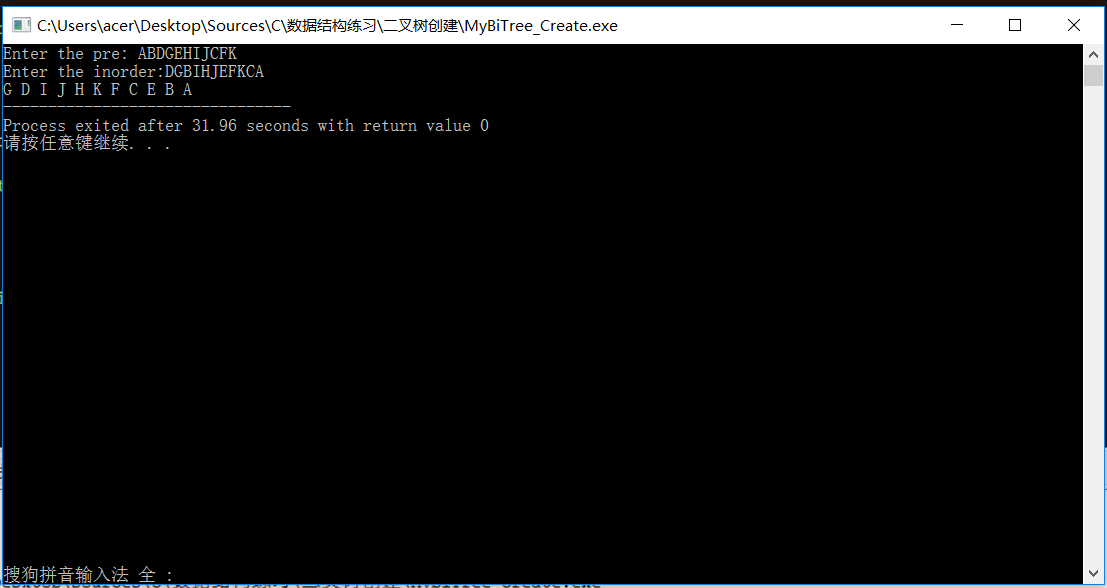 C:\Users\acer\Desktop\Sources\C\数据结构练习\二叉树创建\MyBiTree_Create.exe
Enter the pre: ABDGEHIJCFK
Enter the inorder:DGBIHJEFKCA
G D I J H K F C E B A
--------------------------------
Process exited after 31.96 seconds with return value 0
请按任意键继续. . .
搜狗拼音输入法 全 :